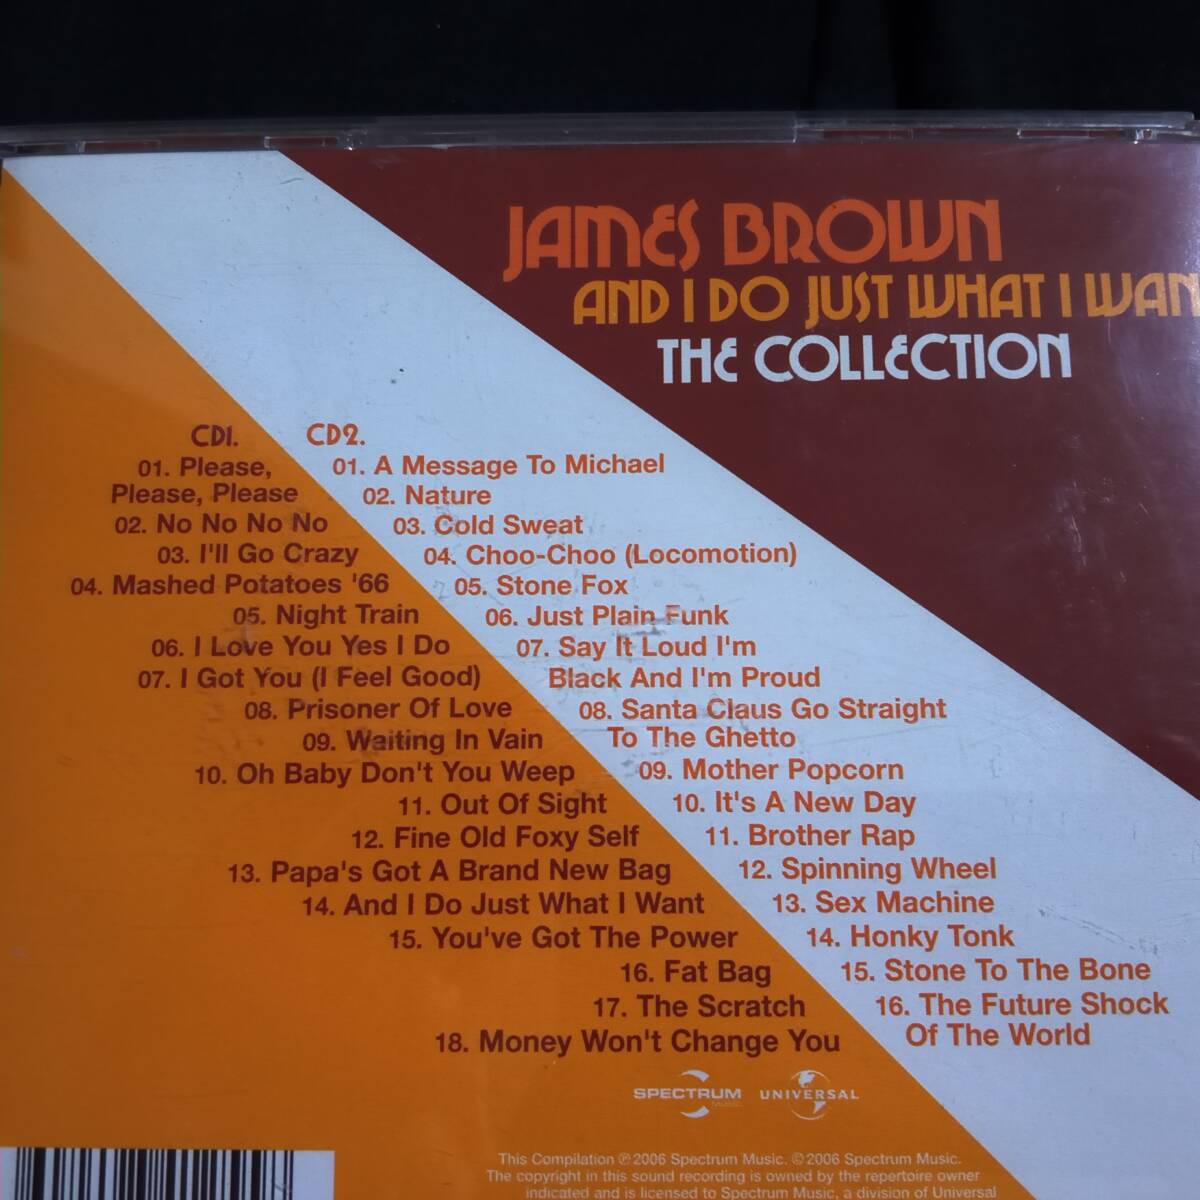 JAMES BROWN
AND I DO JUST WHAT I WAN
THE COLLECTION
CD1.
01. Please,
Please, Please
02. No No No No
03. I'll Go Crazy
04. Mashed Potatoes '66
05. Night Train
06. I Love You Yes I Do
07. I Got You (I Feel Good)
08. Prisoner Of Love
09. Waiting In Vain
10. Oh Baby Don't You Weep
11. Out Of Sight
12. Fine Old Foxy Self
13. Papa's Got A Brand New Bag
14. And I Do Just What I Want
15. You've Got The Power
16. Fat Bag
17. The Scratch
18. Money Won't Change You
CD2.
01. A Message To Michael
02. Nature
03. Cold Sweat
04. Choo-Choo (Locomotion)
05. Stone Fox
06. Just Plain Funk
07. Say It Loud I'm
Black And I'm Proud
08. Santa Claus Go Straight
To The Ghetto
09. Mother Popcorn
10. It's A New Day
11. Brother Rap
12. Spinning Wheel
13. Sex Machine
14. Honky Tonk
15. Stone To The Bone
16. The Future Shock
Of The World
SPECTRUM
MUSIC
UNIVERSAL
This Compilation ℗2006 Spectrum Music. ©2006 Spectrum Music.
The copyright in this sound recording is owned by the repertoire owner
indicated and is licensed to Spectrum Music, a division of Universal